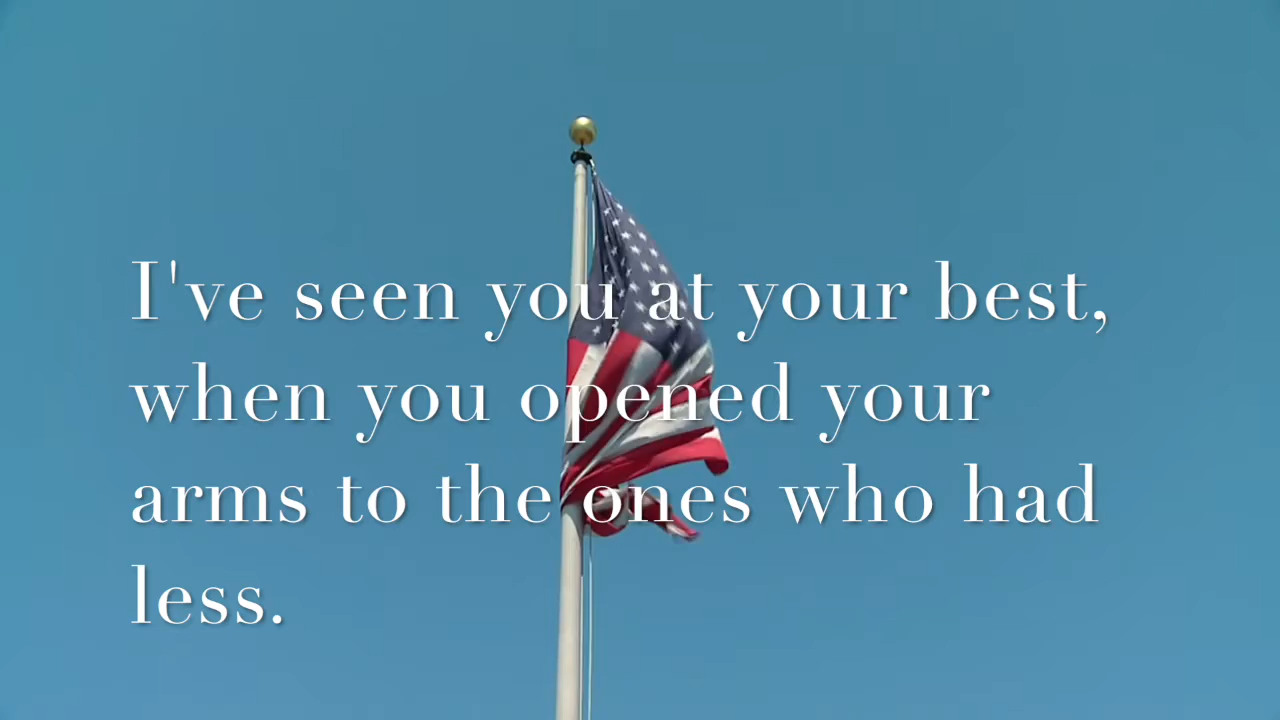 I've seen you at your best,
when you opened your
arms to the ones who had
less.